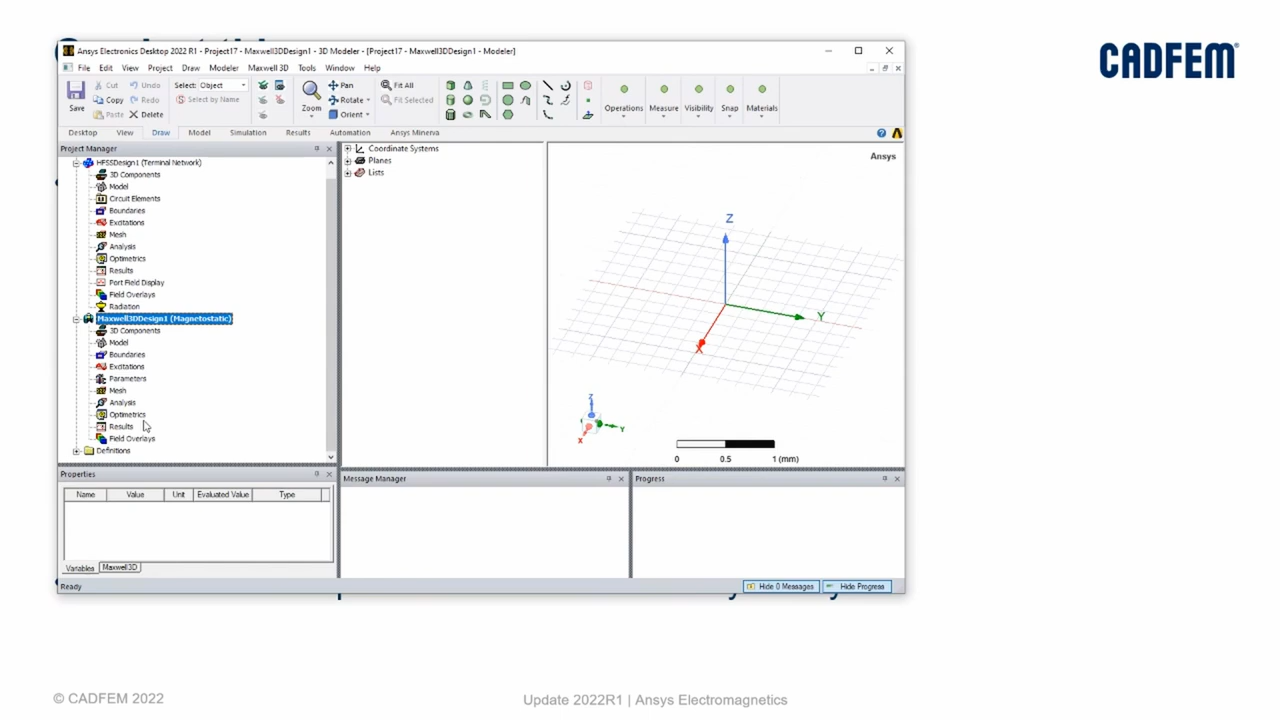 CADFEM®
Ansys Electronics Desktop 2022 R1 - Project17 - Maxwell3DDesign1 - 3D Modeler - [Project17 - Maxwell3DDesign1 - Modeler]
File Edit View Project Draw Modeler Maxwell 3D Tools Window Help
Save
Cut
Copy
Paste
Undo
Redo
Delete
Select: Object
Select by Name
Zoom
Pan
Rotate
Orient
Fit All
Fit Selected
Operations
Measure
Visibility
Snap
Materials
Desktop View Draw Model Simulation Results Automation Ansys Minerva
Project Manager
HFSSDesign1 (Terminal Network)
3D Components
Model
Circuit Elements
Boundaries
Excitations
Mesh
Analysis
Optimetrics
Results
Port Field Display
Field Overlays
Radiation
Maxwell3DDesign1 (Magnetostatic)
3D Components
Model
Boundaries
Excitations
Parameters
Mesh
Analysis
Optimetrics
Results
Field Overlays
Definitions
Coordinate Systems
Planes
Lists
Ansys
Z
Y
X
Z
Y
X
0 0.5 1 (mm)
Properties
Name Value Unit Evaluated Value Type
Variables Maxwell3D
Message Manager
Progress
Ready
Hide 0 Messages
Hide Progress
© CADFEM 2022
Update 2022R1 | Ansys Electromagnetics